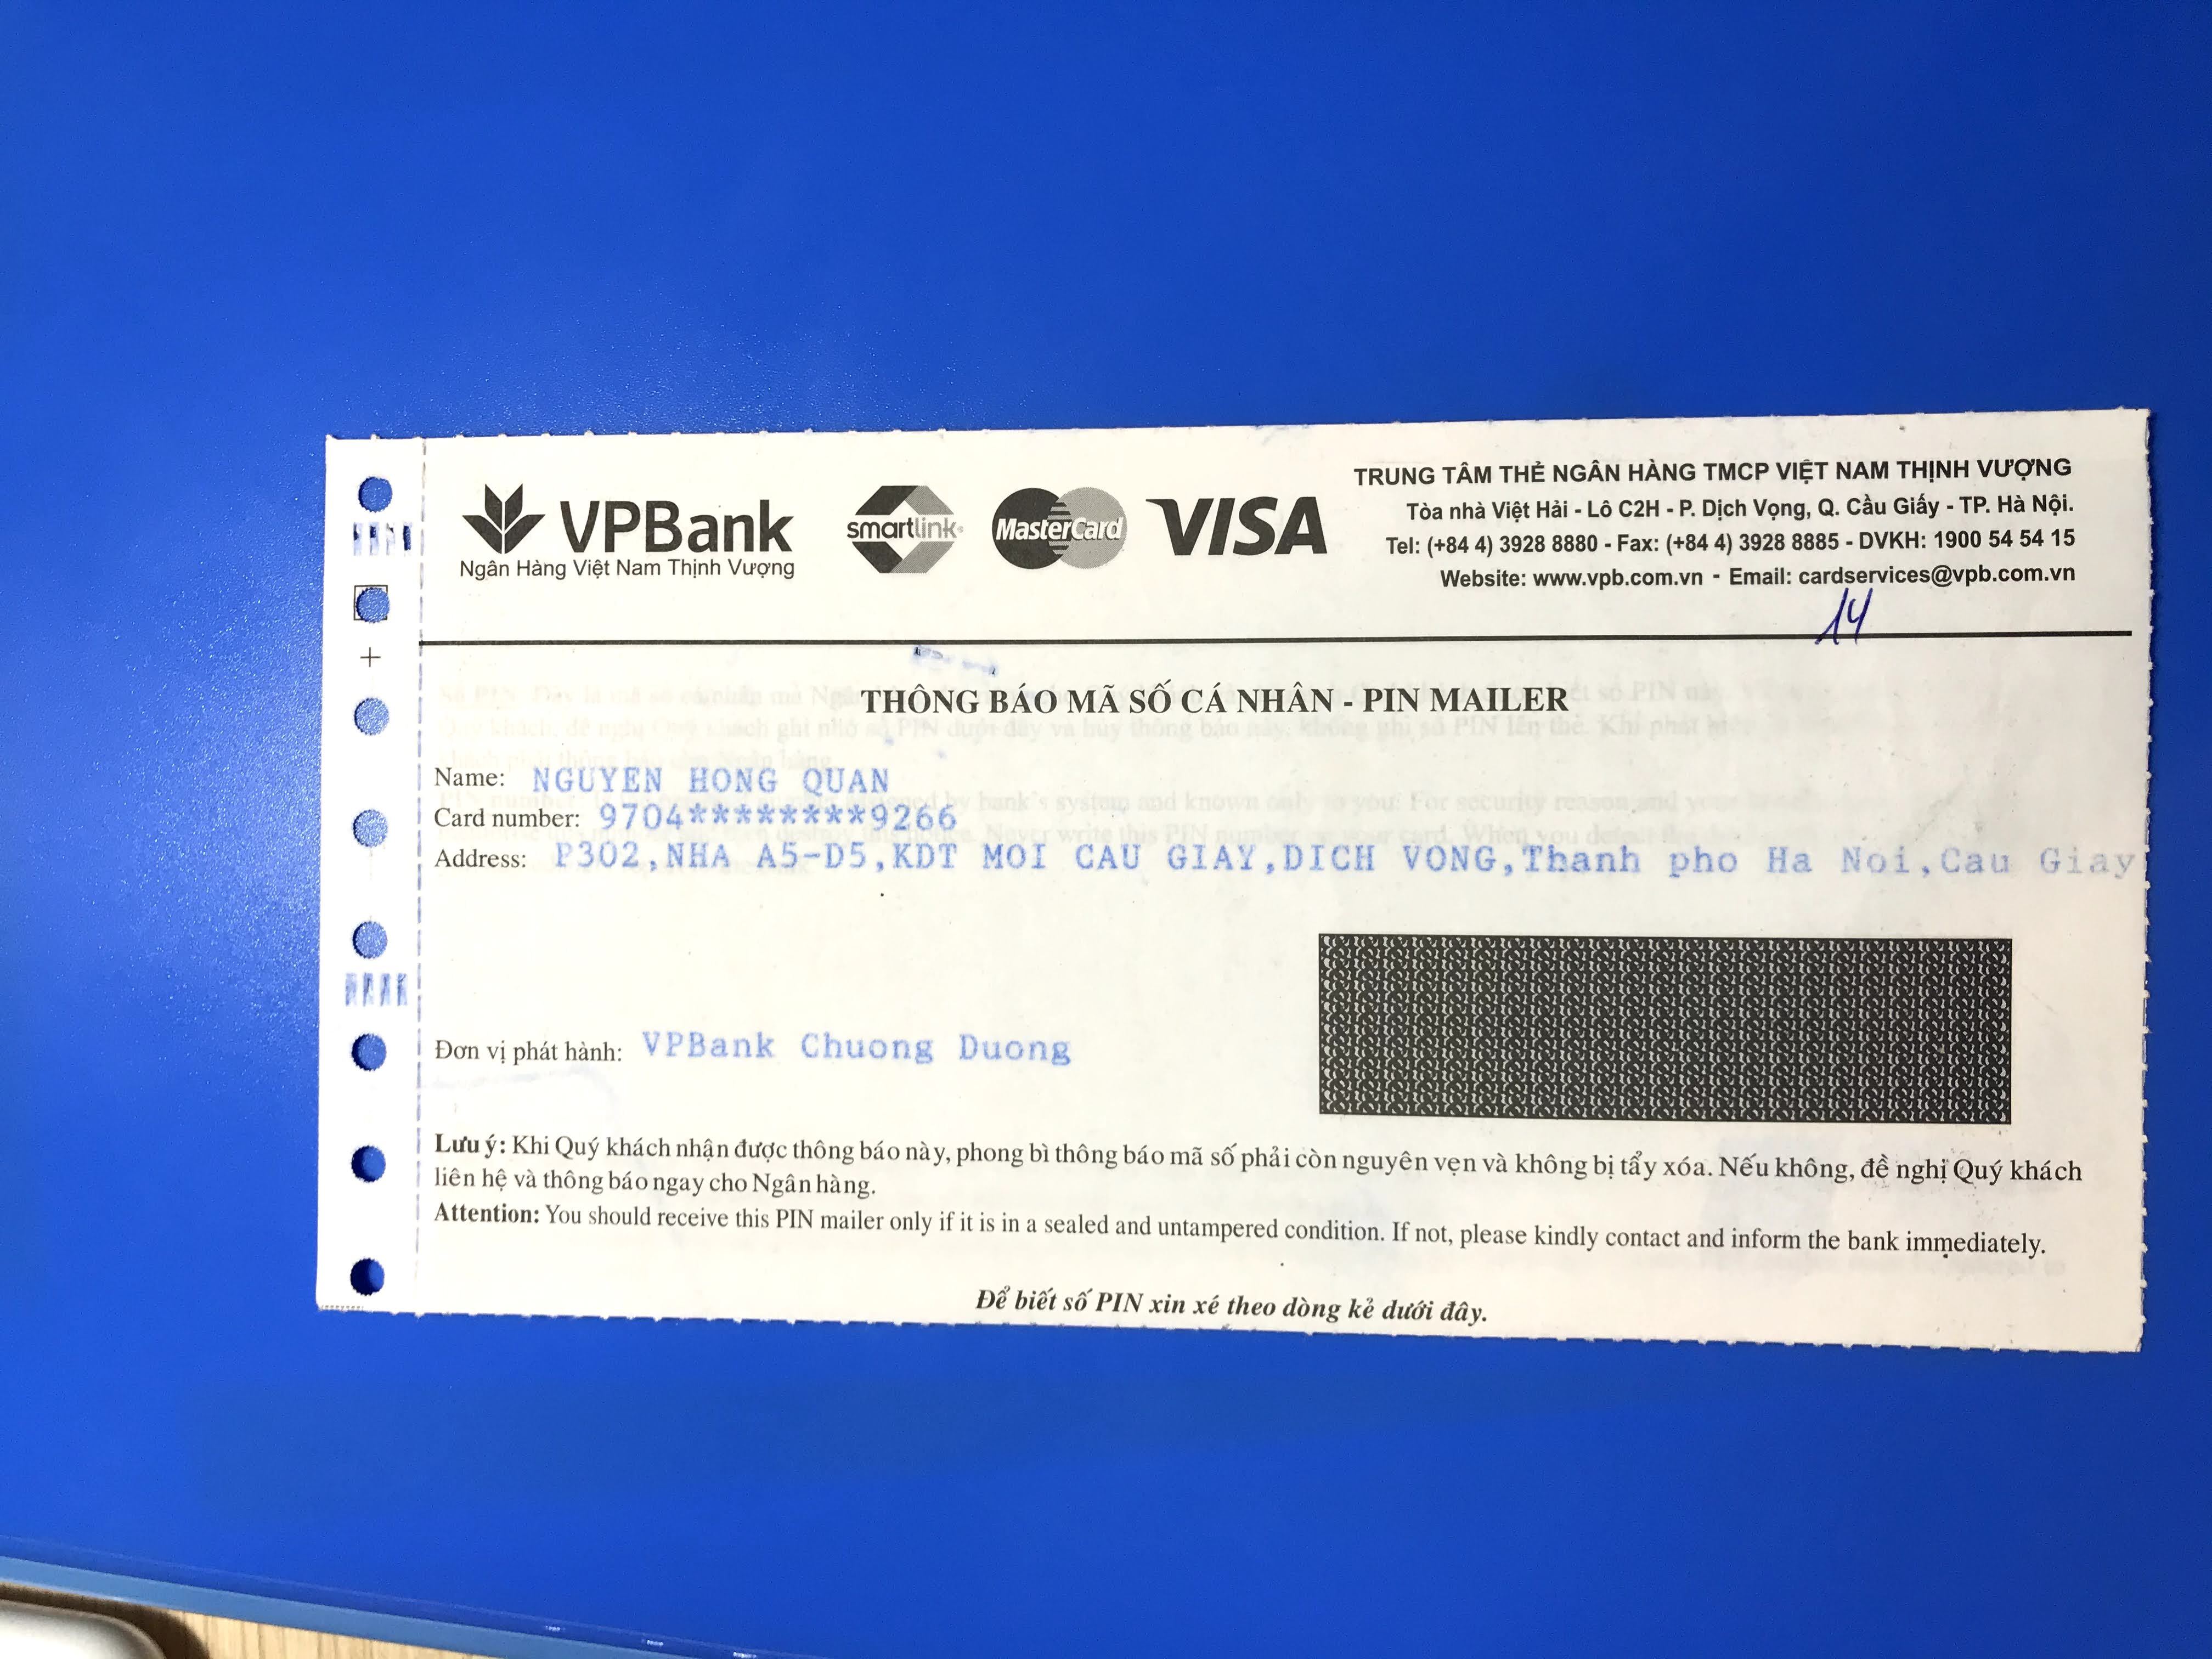 VPBank
Ngân Hàng Việt Nam Thịnh Vượng
smartlink
MasterCard
VISA
TRUNG TÂM THẺ NGÂN HÀNG TMCP VIỆT NAM THỊNH VƯỢNG
Tòa nhà Việt Hải - Lô C2H - P. Dịch Vọng, Q. Cầu Giấy - TP. Hà Nội.
Tel: (+84 4) 3928 8880 - Fax: (+84 4) 3928 8885 - DVKH: 1900 54 54 15
Website: www.vpb.com.vn - Email: cardservices@vpb.com.vn
14
THÔNG BÁO MÃ SỐ CÁ NHÂN - PIN MAILER
Name: NGUYEN HONG QUAN
Card number: 9704********9266
Address: P302,NHA A5-D5,KDT MOI CAU GIAY,DICH VONG,Thanh pho Ha Noi,Cau Giay
Đơn vị phát hành: VPBank Chuong Duong
Lưu ý: Khi Quý khách nhận được thông báo này, phong bì thông báo mã số phải còn nguyên vẹn và không bị tẩy xóa. Nếu không, đề nghị Quý khách
liên hệ và thông báo ngay cho Ngân hàng.
Attention: You should receive this PIN mailer only if it is in a sealed and untampered condition. If not, please kindly contact and inform the bank immediately.
Để biết số PIN xin xé theo dòng kẻ dưới đây.